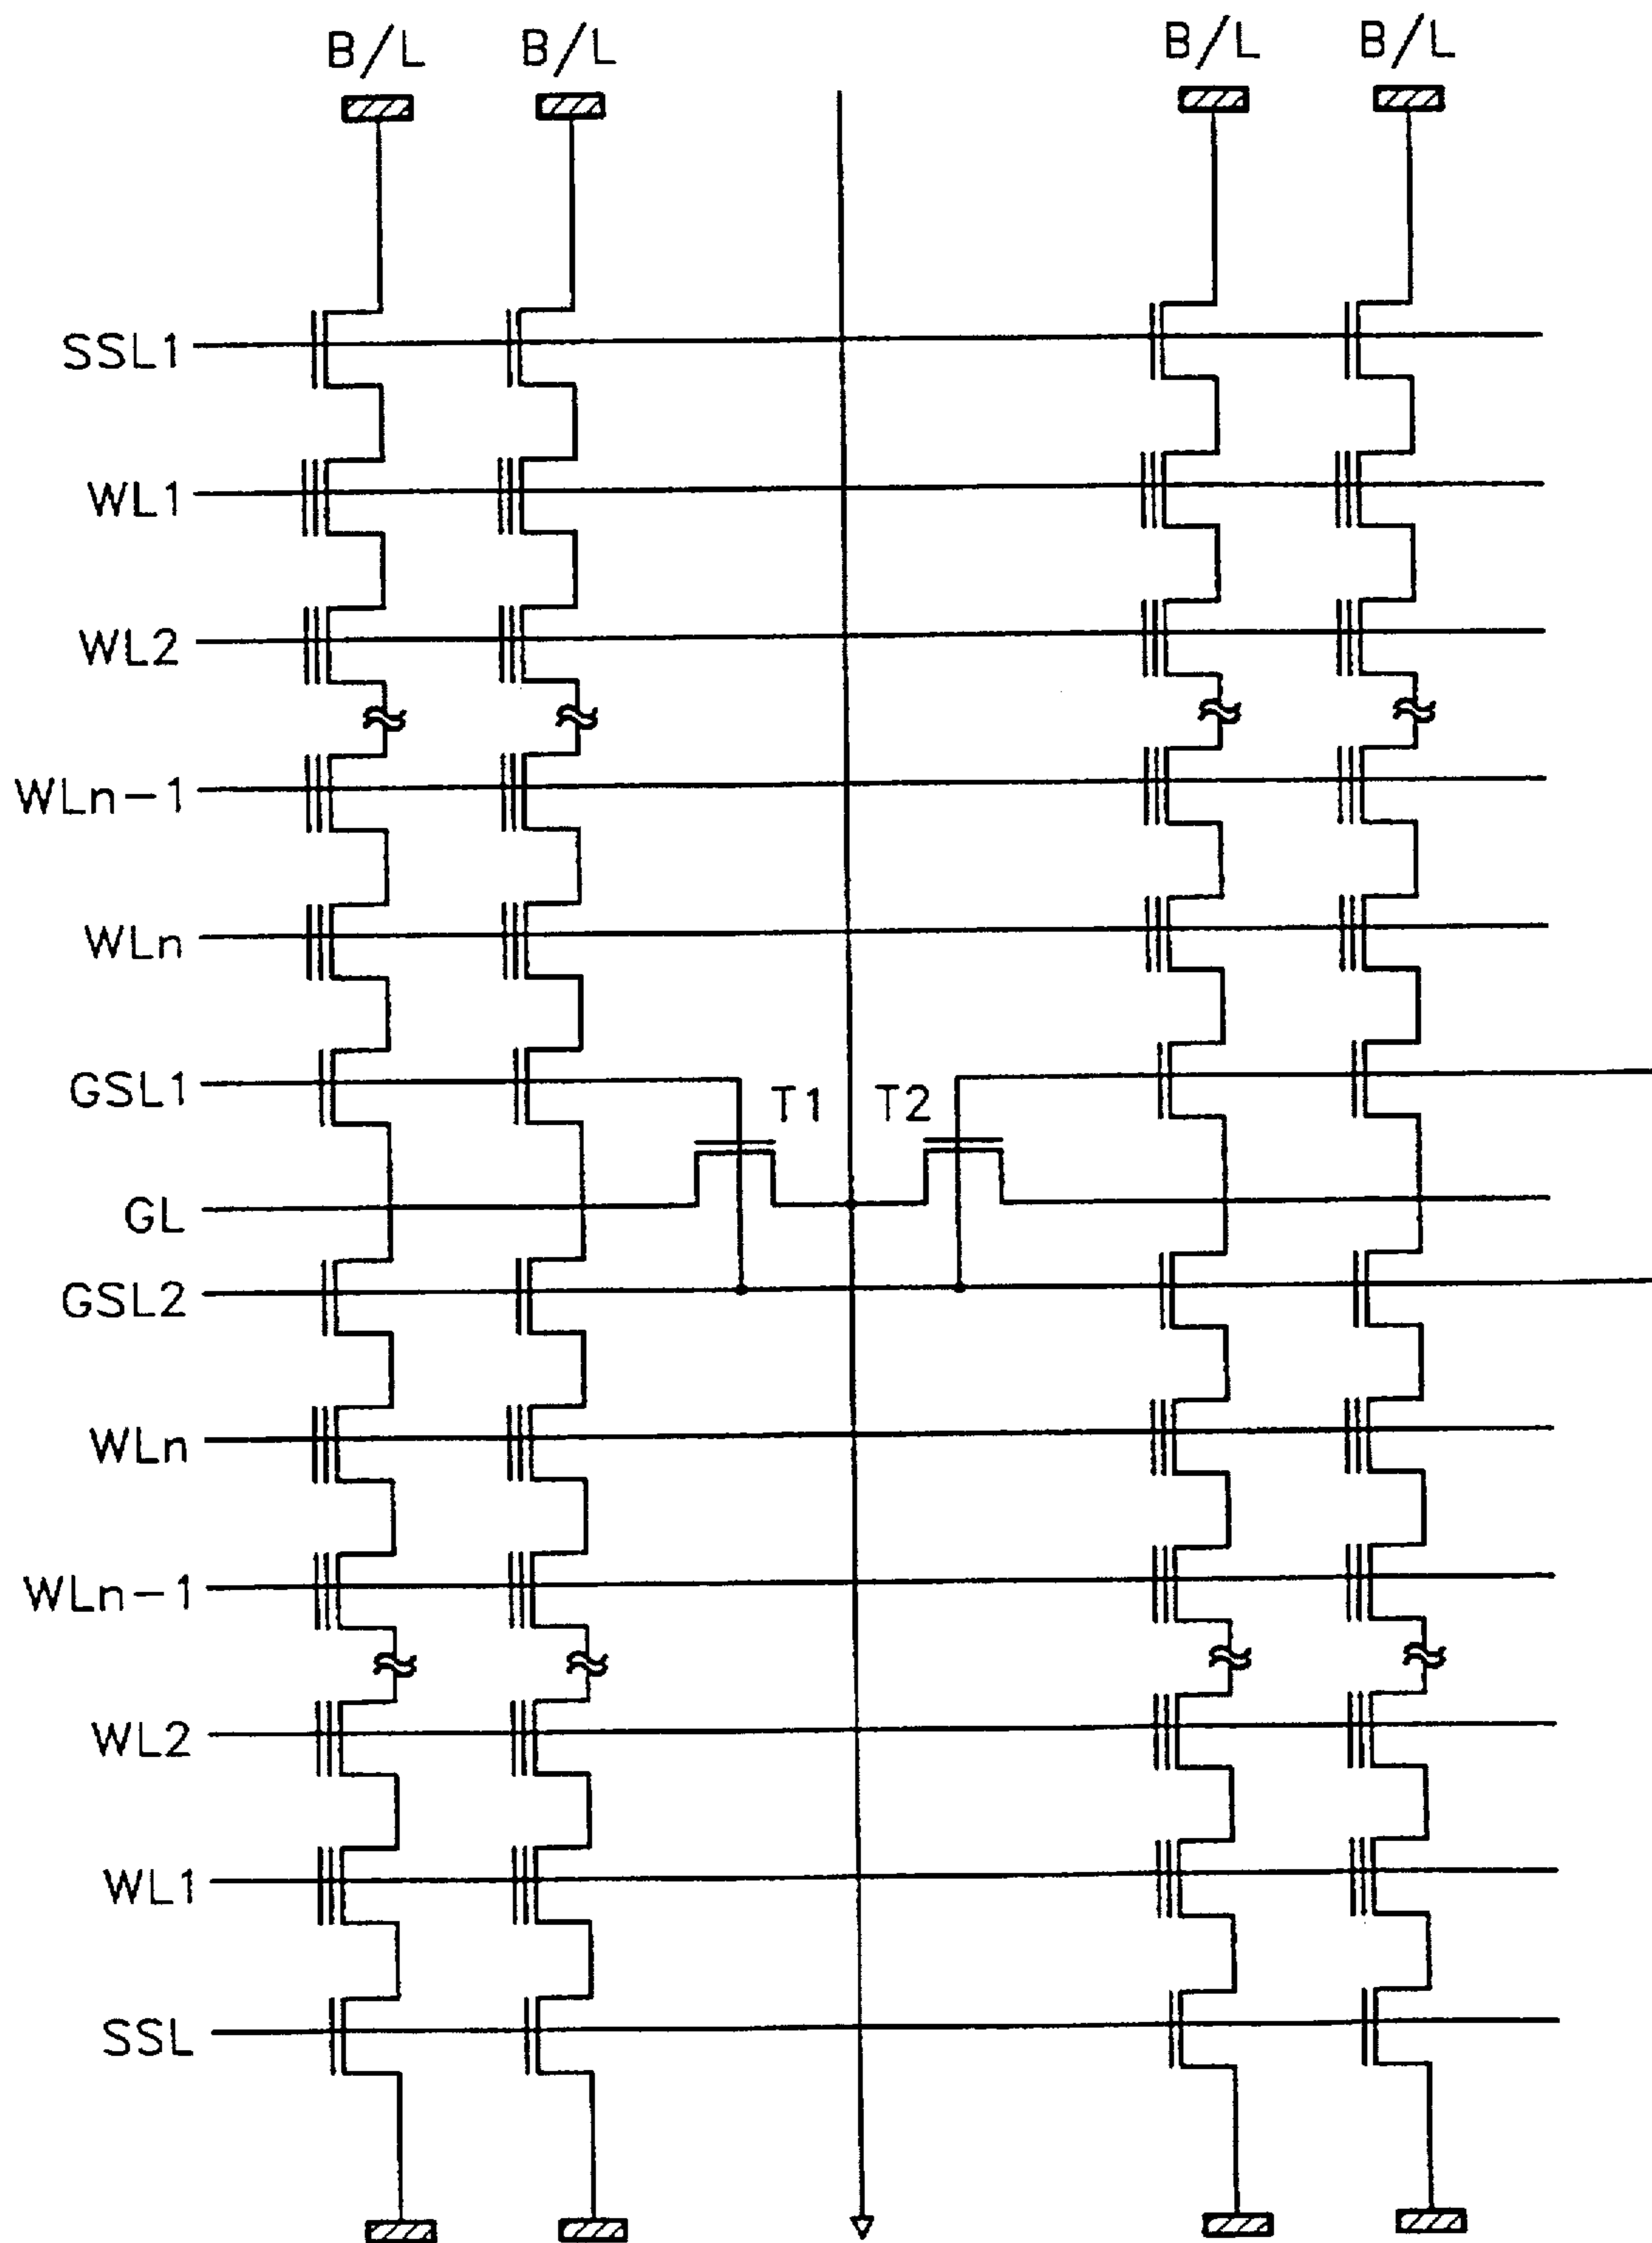 B/L B/L B/L B/L
SSL1
WL1
WL2
WLn-1
WLn
GSL1 T1 T2
GL
GSL2
WLn
WLn-1
WL2
WL1
SSL